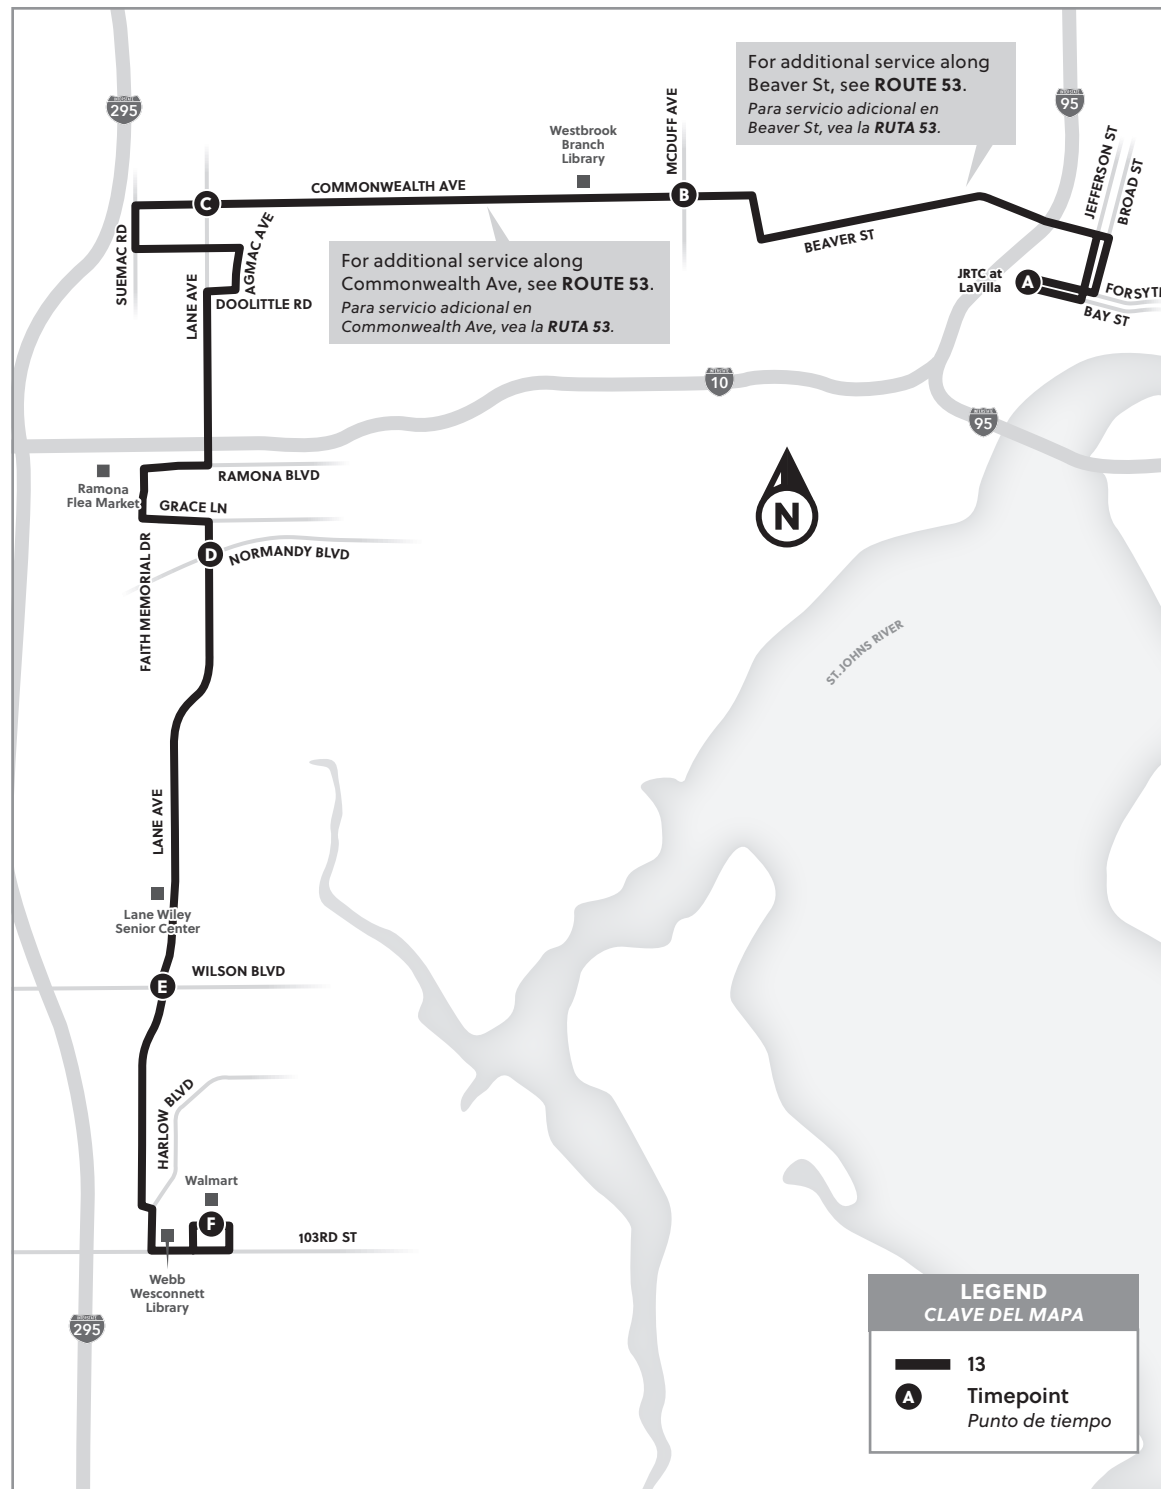 For additional service along
Beaver St, see ROUTE 53.
Para servicio adicional en
Beaver St, vea la RUTA 53.
295
95
MCDUFF AVE
Westbrook
Branch
Library
JEFFERSON ST
BROAD ST
COMMONWEALTH AVE
B
C
SUEMAC RD
AGMAC AVE
BEAVER ST
For additional service along
Commonwealth Ave, see ROUTE 53.
Para servicio adicional en
Commonwealth Ave, vea la RUTA 53.
JRTC at
LaVilla
A
LANE AVE
DOOLITTLE RD
FORSYTH
BAY ST
10
95
RAMONA BLVD
Ramona
Flea Market
GRACE LN
N
D
NORMANDY BLVD
FAITH MEMORIAL DR
ST. JOHNS RIVER
LANE AVE
Lane Wiley
Senior Center
WILSON BLVD
E
HARLOW BLVD
Walmart
F
103RD ST
Webb
Wesconnett
Library
295
LEGEND
CLAVE DEL MAPA
13
A
Timepoint
Punto de tiempo